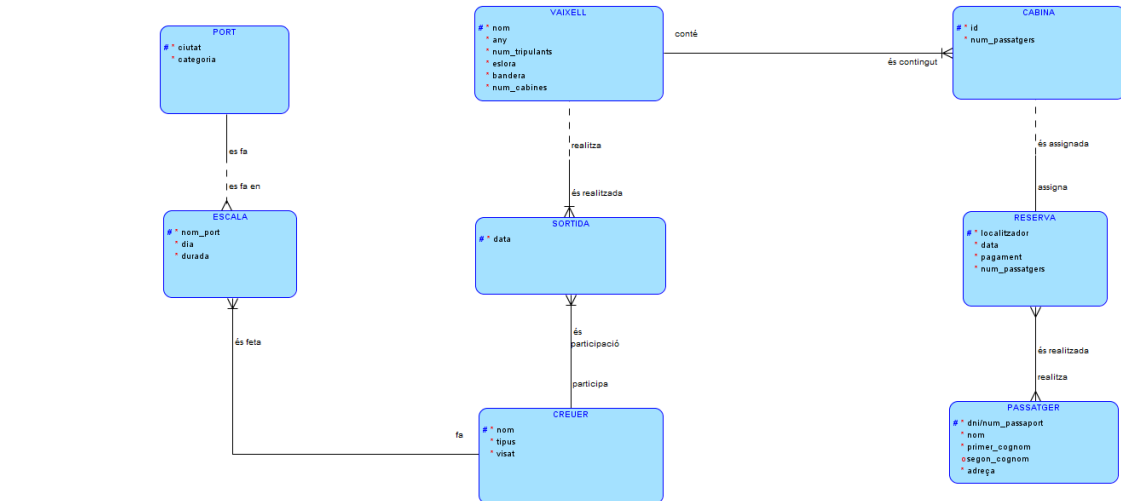 PORT
# * ciutat
* categoria
VAIXELL
# * nom
* any
* num_tripulants
* eslora
* bandera
* num_cabines
CABINA
# * id
* num_passatgers
conté
és contingut
es fa
es fa en
realitza
és realitzada
és assignada
assigna
ESCALA
# * nom_port
* dia
* durada
SORTIDA
# * data
RESERVA
# * localitzador
* data
* pagament
* num_passatgers
és feta
fa
és
participació
participa
és realitzada
realitza
CREUER
# * nom
* tipus
* visat
PASSATGER
# * dni/num_passaport
* nom
* primer_cognom
o segon_cognom
* adreça